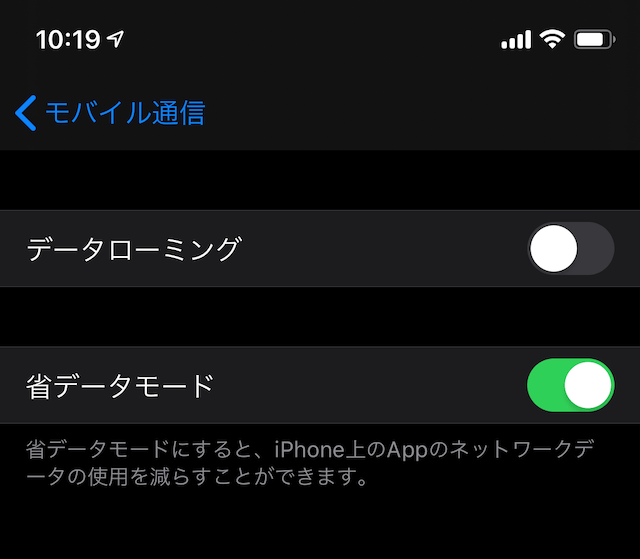 10:19
モバイル通信
データローミング
省データモード
省データモードにすると、iPhone上のAppのネットワークデ
ータの使用を減らすことができます。